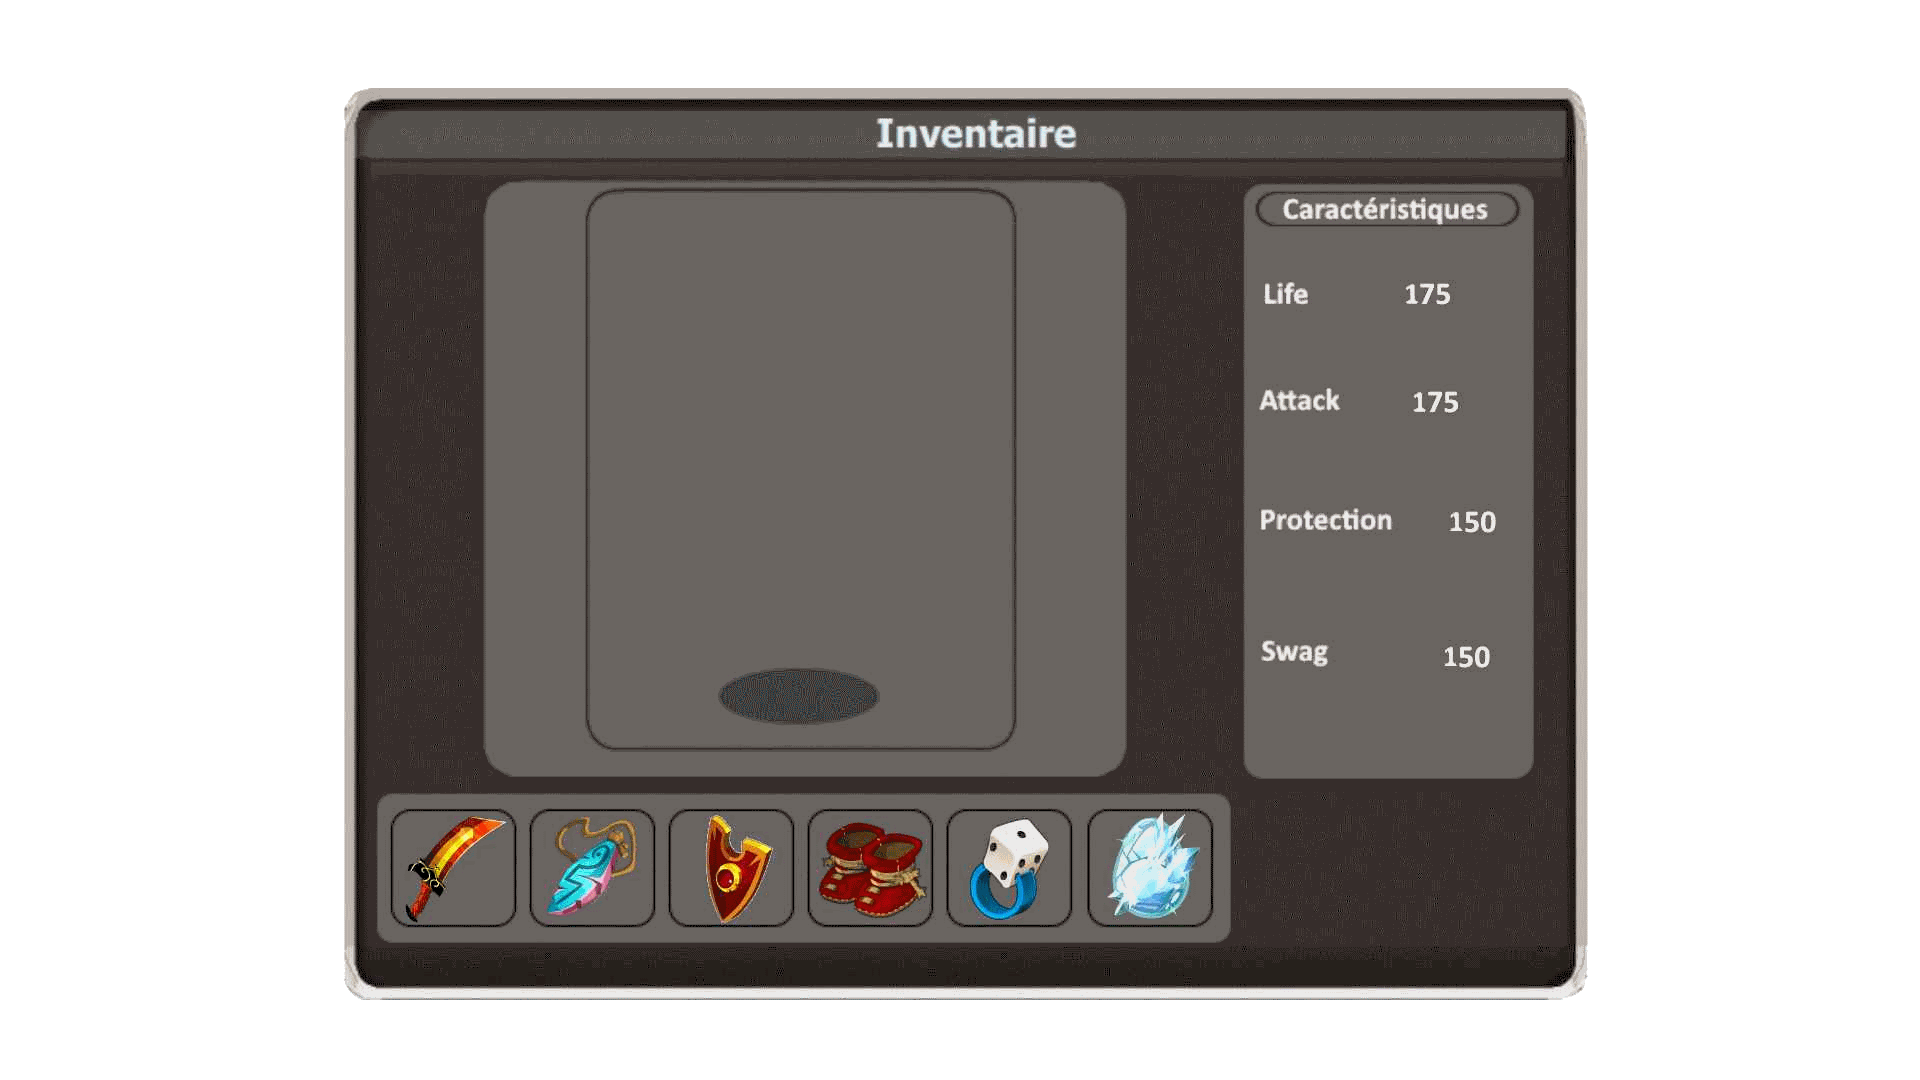 Inventaire
Caractéristiques
Life 175
Attack 175
Protection 150
Swag 150